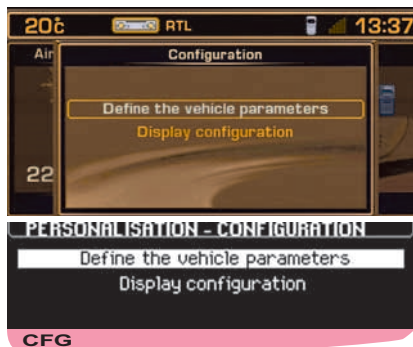 20c RTL 13:37
Air Configuration
Define the vehicle parameters
Display configuration
22
PERSONALISATION - CONFIGURATION
Define the vehicle parameters
Display configuration
CFG